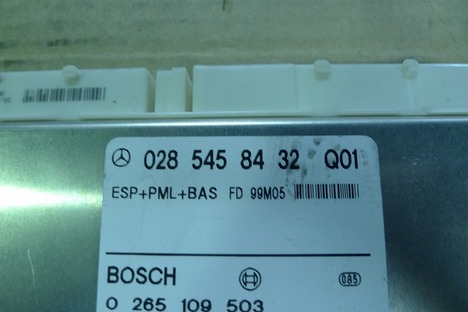 028 545 84 32 Q01
ESP+PML+BAS FD 99M05
BOSCH
085
0 265 109 503